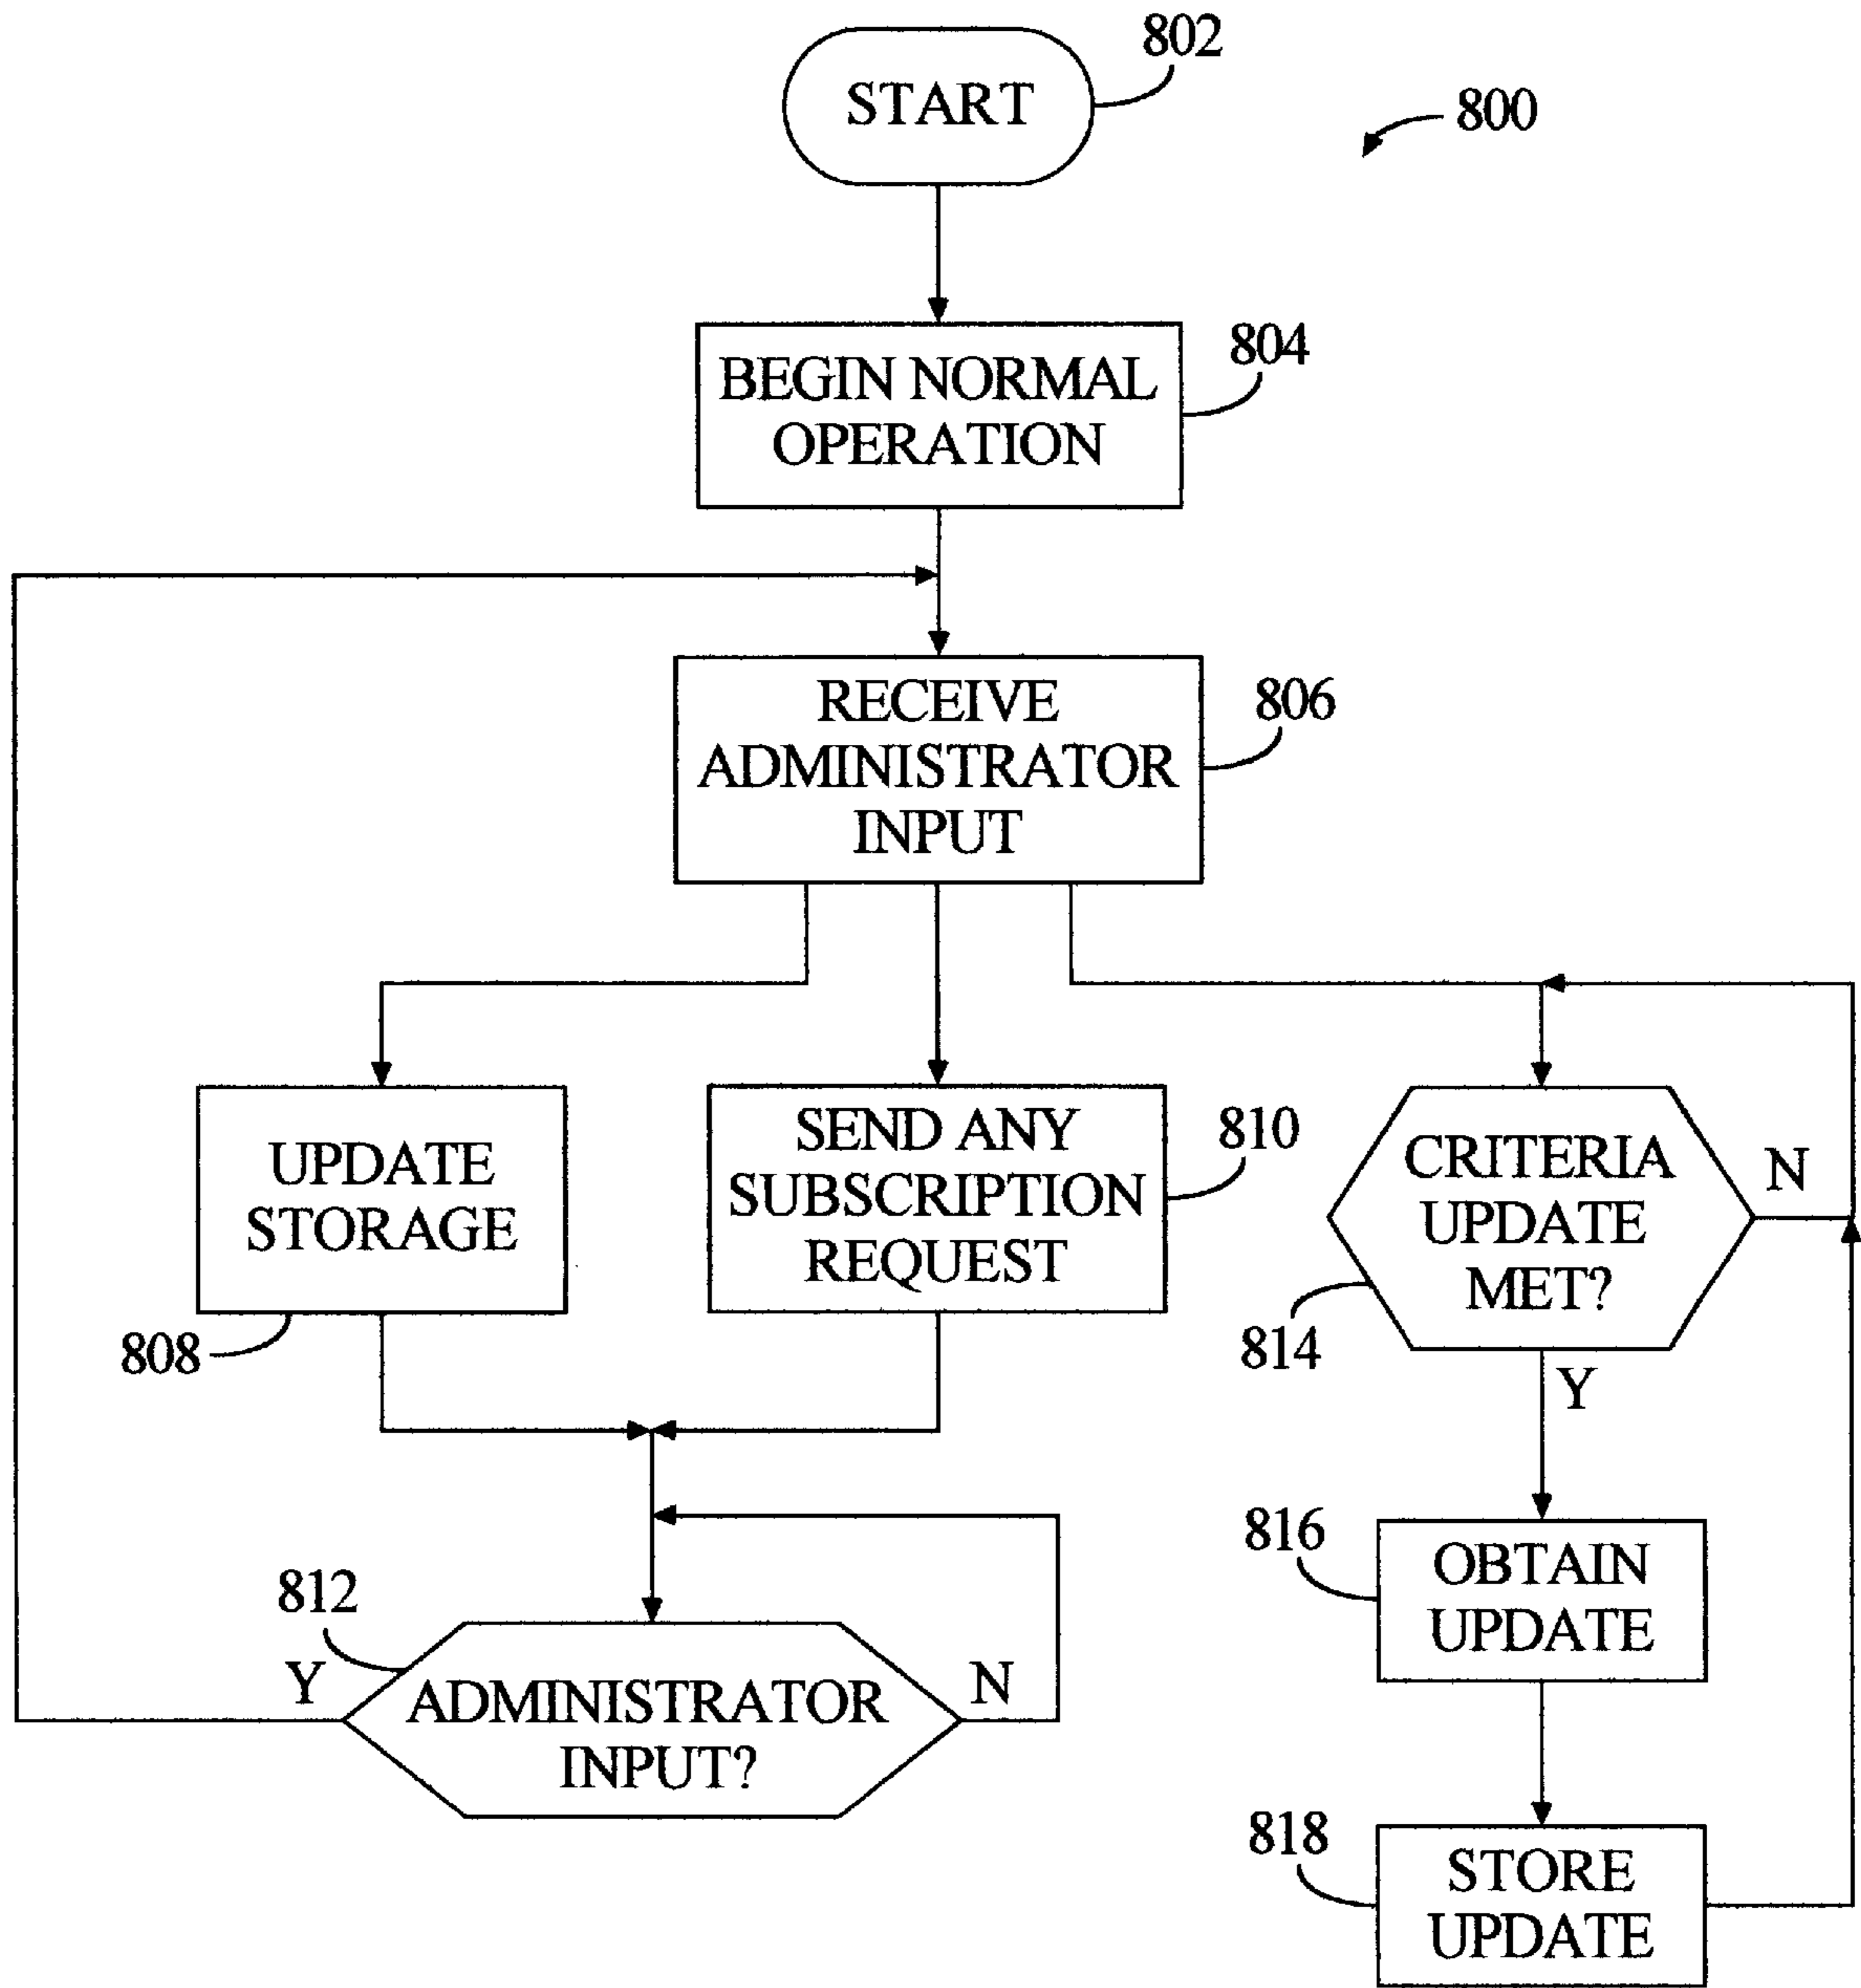 802
START
800
804
BEGIN NORMAL
OPERATION
806
RECEIVE
ADMINISTRATOR
INPUT
UPDATE
STORAGE
808
SEND ANY
SUBSCRIPTION
REQUEST
810
CRITERIA
UPDATE
MET?
N
814
Y
812
Y
ADMINISTRATOR
INPUT?
N
816
OBTAIN
UPDATE
818
STORE
UPDATE